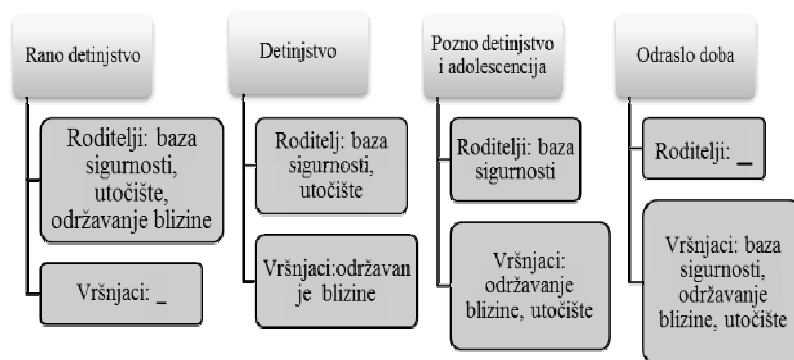 Rano detinjstvo
Roditelji: baza
sigurnosti,
utočište,
održavanje blizine
Vršnjaci: _
Detinjstvo
Roditelj: baza
sigurnosti,
utočište
Vršnjaci:održavan
je blizine
Pozno detinjstvo
i adolescencija
Roditelji: baza
sigurnosti
Vršnjaci:
održavanje
blizine, utočište
Odraslo doba
Roditelji: _
Vršnjaci: baza
sigurnosti,
održavanje
blizine, utočište